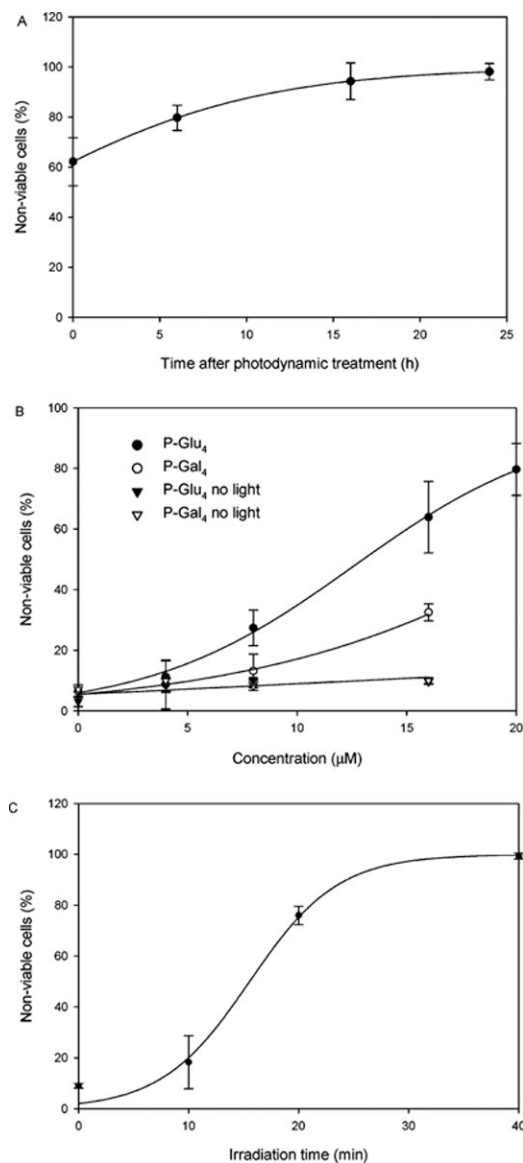 A
120
100
80
60
40
20
0
Non-viable cells (%)
0 5 10 15 20 25
Time after photodynamic treatment (h)
B
100
80
60
40
20
0
Non-viable cells (%)
P-Glu₄
P-Gal₄
P-Glu₄ no light
P-Gal₄ no light
0 5 10 15 20
Concentration (µM)
C
120
100
80
60
40
20
0
Non-viable cells (%)
0 10 20 30 40
Irradiation time (min)